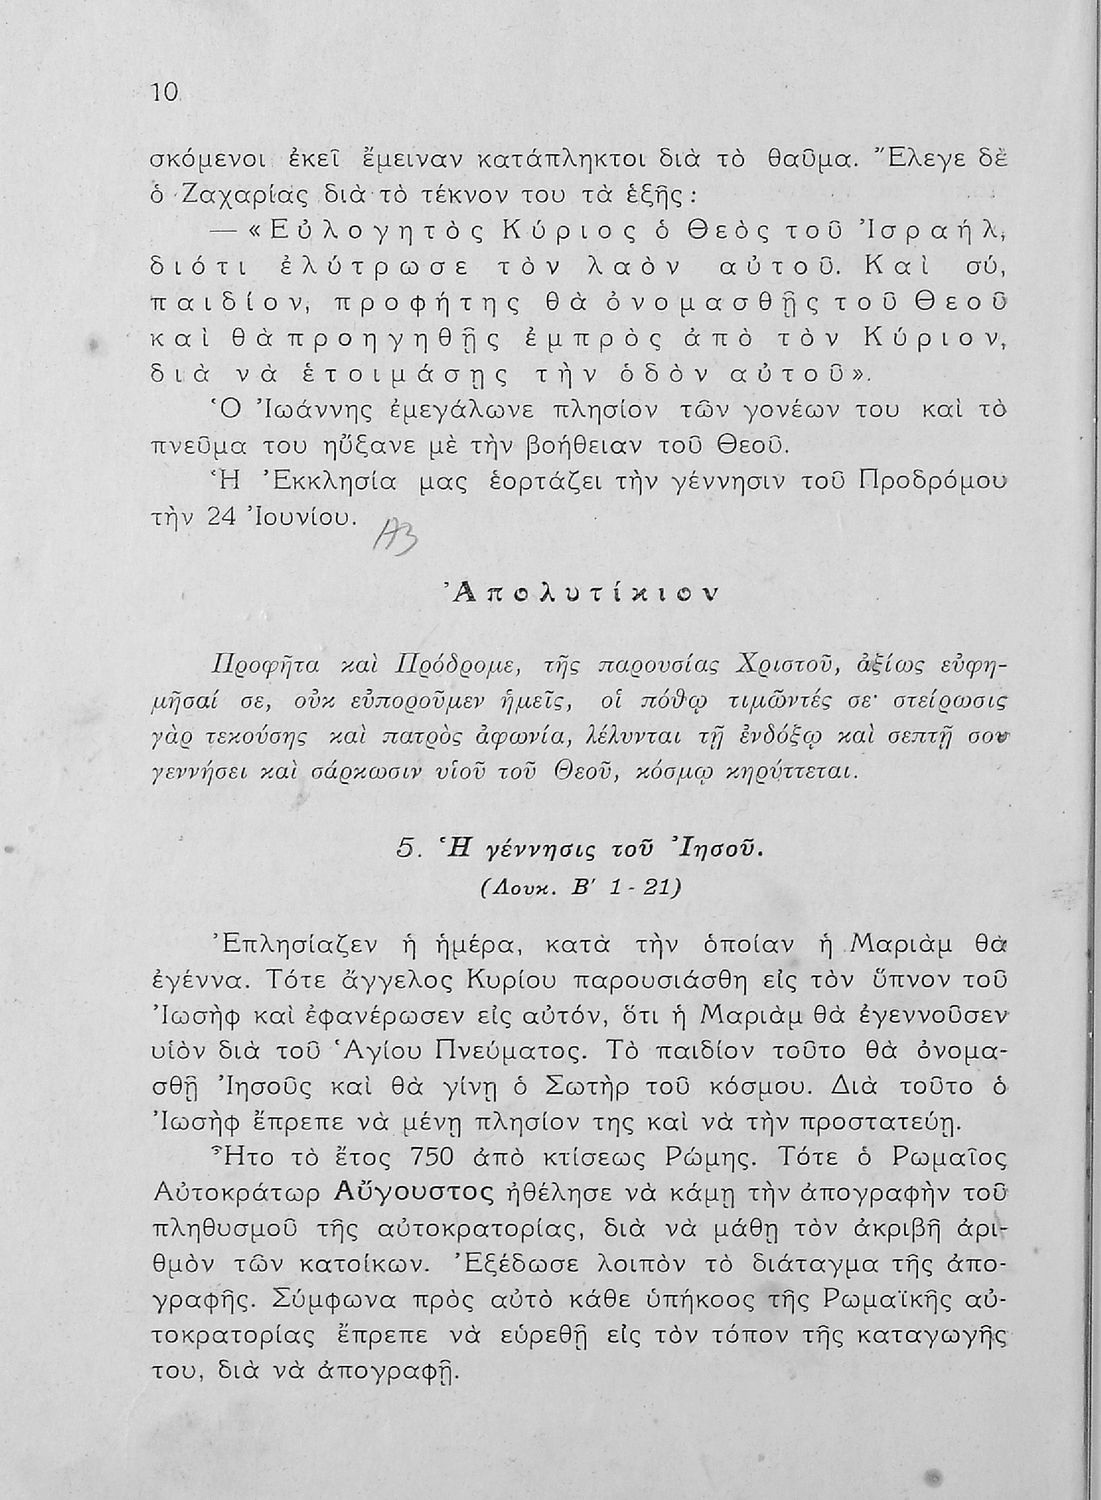 10
σκόμενοι ἐκεῖ ἔμειναν κατάπληκτοι διὰ τὸ θαῦμα. Ἔλεγε δὲ
ὁ Ζαχαρίας διὰ τὸ τέκνον του τὰ ἑξῆς :
— «Εὐλογητὸς Κύριος ὁ Θεὸς τοῦ Ἰσραήλ,
διότι ἐλύτρωσε τὸν λαὸν αὐτοῦ. Καὶ σύ,
παιδίον, προφήτης θὰ ὀνομασθῇς τοῦ Θεοῦ
καὶ θὰ προηγηθῇς ἐμπρὸς ἀπὸ τὸν Κύριον,
διὰ νὰ ἑτοιμάσῃς τὴν ὁδὸν αὐτοῦ».
Ὁ Ἰωάννης ἐμεγάλωνε πλησίον τῶν γονέων του καὶ τὸ
πνεῦμα του ηὔξανε μὲ τὴν βοήθειαν τοῦ Θεοῦ.
Ἡ Ἐκκλησία μας ἑορτάζει τὴν γέννησιν τοῦ Προδρόμου
τὴν 24 Ἰουνίου.
Ἀπολυτίκιον
Προφῆτα καὶ Πρόδρομε, τῆς παρουσίας Χριστοῦ, ἀξίως εὐφη-
μῆσαί σε, οὐκ εὐποροῦμεν ἡμεῖς, οἱ πόθῳ τιμῶντές σε· στείρωσις
γὰρ τεκούσης καὶ πατρὸς ἀφωνία, λέλυνται τῇ ἐνδόξῳ καὶ σεπτῇ σου
γεννήσει καὶ σάρκωσιν υἱοῦ τοῦ Θεοῦ, κόσμῳ κηρύττεται.
5. Ἡ γέννησις τοῦ Ἰησοῦ.
(Λουκ. Β′ 1 - 21)
Ἐπλησίαζεν ἡ ἡμέρα, κατὰ τὴν ὁποίαν ἡ Μαριὰμ θὰ
ἐγέννα. Τότε ἄγγελος Κυρίου παρουσιάσθη εἰς τὸν ὕπνον τοῦ
Ἰωσὴφ καὶ ἐφανέρωσεν εἰς αὐτόν, ὅτι ἡ Μαριὰμ θὰ ἐγεννοῦσεν
υἱὸν διὰ τοῦ Ἁγίου Πνεύματος. Τὸ παιδίον τοῦτο θὰ ὀνομα-
σθῇ Ἰησοῦς καὶ θὰ γίνῃ ὁ Σωτὴρ τοῦ κόσμου. Διὰ τοῦτο ὁ
Ἰωσὴφ ἔπρεπε νὰ μένῃ πλησίον της καὶ νὰ τὴν προστατεύῃ.
Ἦτο τὸ ἔτος 750 ἀπὸ κτίσεως Ρώμης. Τότε ὁ Ρωμαῖος
Αὐτοκράτωρ Αὔγουστος ἠθέλησε νὰ κάμῃ τὴν ἀπογραφὴν τοῦ
πληθυσμοῦ τῆς αὐτοκρατορίας, διὰ νὰ μάθῃ τὸν ἀκριβῆ ἀρι-
θμὸν τῶν κατοίκων. Ἐξέδωσε λοιπὸν τὸ διάταγμα τῆς ἀπο-
γραφῆς. Σύμφωνα πρὸς αὐτὸ κάθε ὑπήκοος τῆς Ρωμαϊκῆς αὐ-
τοκρατορίας ἔπρεπε νὰ εὑρεθῇ εἰς τὸν τόπον τῆς καταγωγῆς
του, διὰ νὰ ἀπογραφῇ.